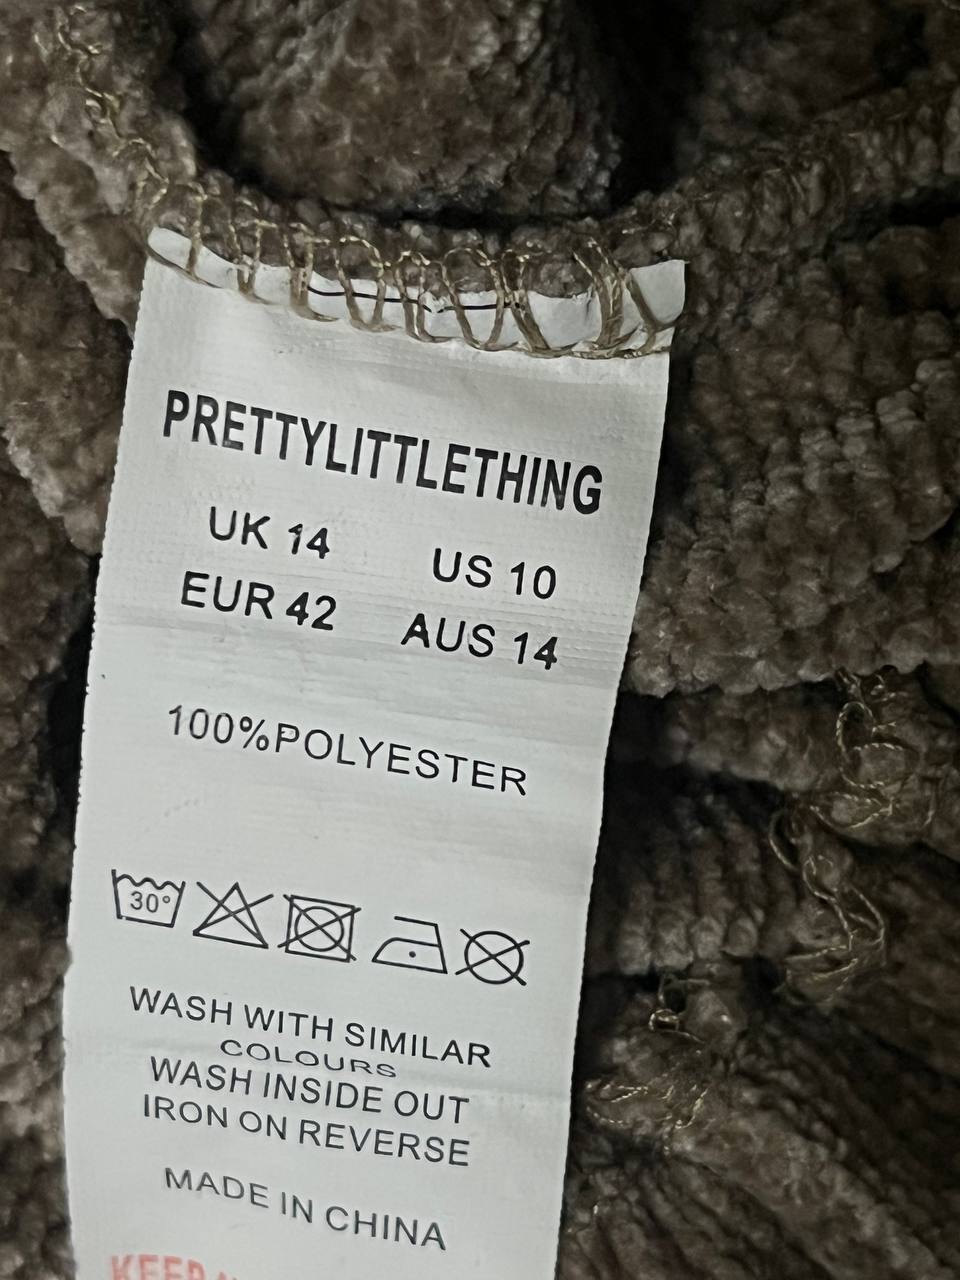 PRETTYLITTLETHING
UK 14 US 10
EUR 42 AUS 14
100%POLYESTER
30°
WASH WITH SIMILAR
COLOURS
WASH INSIDE OUT
IRON ON REVERSE
MADE IN CHINA
KEEP